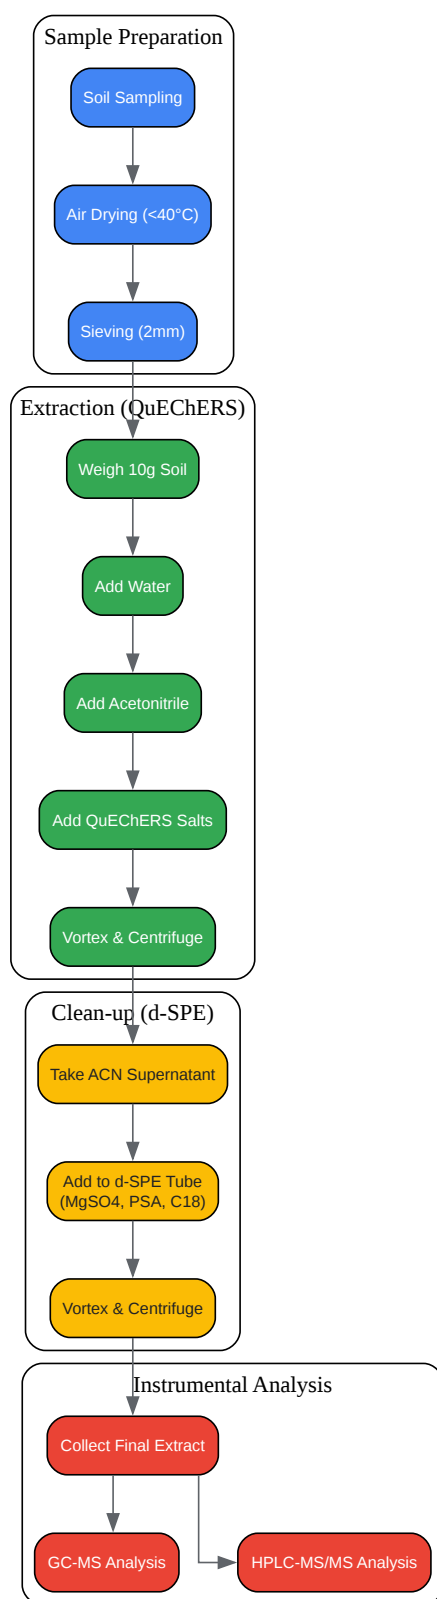 Sample Preparation
Soil Sampling
Air Drying (<40°C)
Sieving (2mm)
Extraction (QuEChERS)
Weigh 10g Soil
Add Water
Add Acetonitrile
Add QuEChERS Salts
Vortex & Centrifuge
Clean-up (d-SPE)
Take ACN Supernatant
Add to d-SPE Tube
(MgSO4, PSA, C18)
Vortex & Centrifuge
Instrumental Analysis
Collect Final Extract
GC-MS Analysis
HPLC-MS/MS Analysis